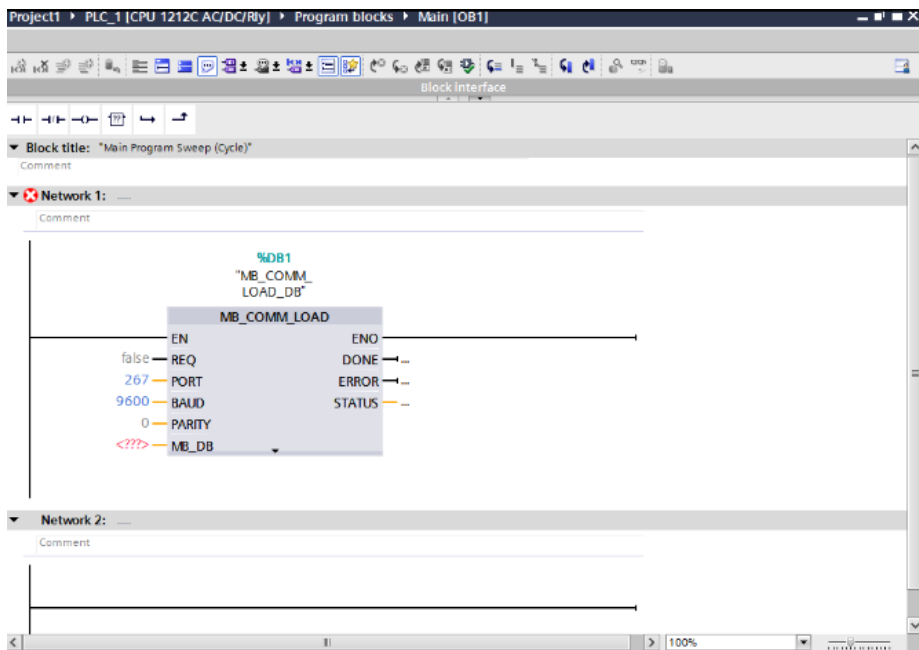 Project1 ▸ PLC_1 [CPU 1212C AC/DC/Rly] ▸ Program blocks ▸ Main [OB1]
Block interface
Block title: "Main Program Sweep (Cycle)"
Comment
Network 1: ....
Comment
%DB1
"MB_COMM_
LOAD_DB"
MB_COMM_LOAD
EN ENO
false REQ DONE ...
267 PORT ERROR ...
9600 BAUD STATUS ...
0 PARITY
<???> MB_DB
Network 2: ....
Comment
100%